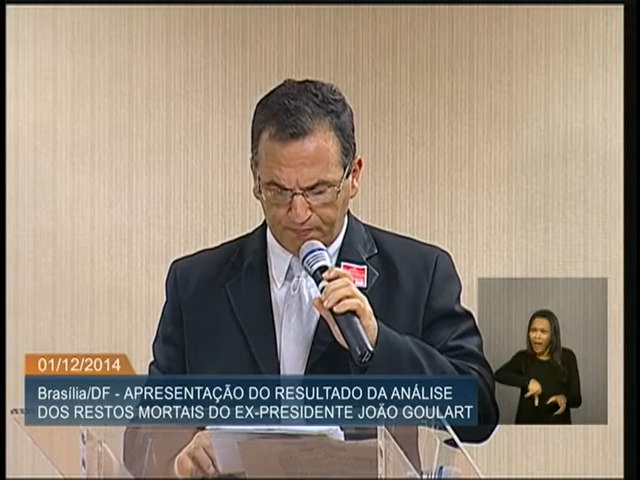 01/12/2014
Brasília/DF - APRESENTAÇÃO DO RESULTADO DA ANÁLISE
DOS RESTOS MORTAIS DO EX-PRESIDENTE JOÃO GOULART